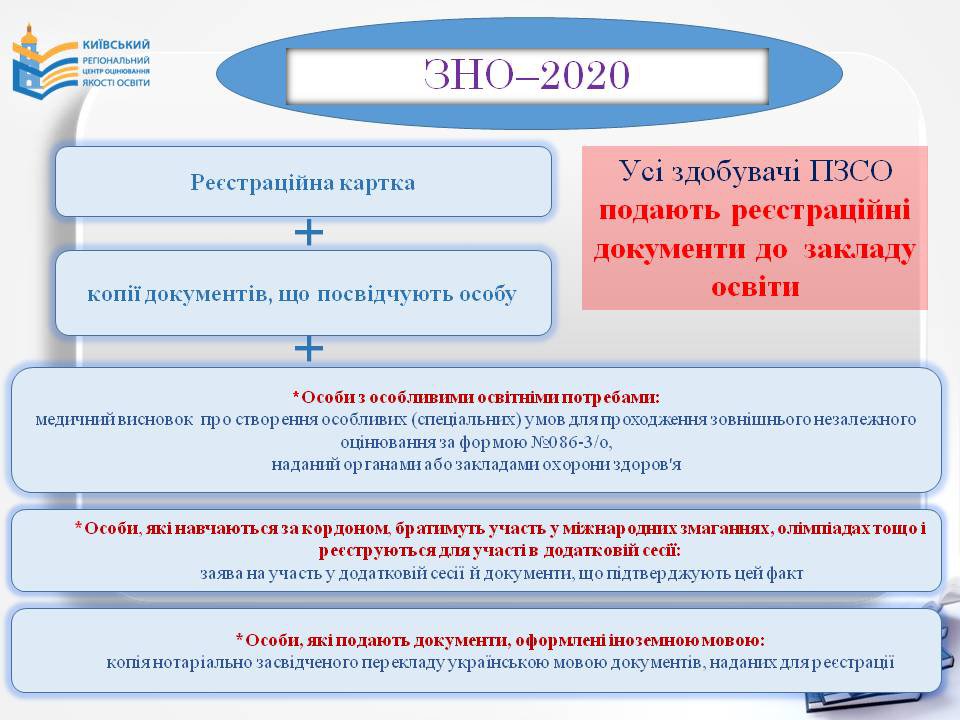 КИЇВСЬКИЙ
РЕГІОНАЛЬНИЙ
ЦЕНТР ОЦІНЮВАННЯ
ЯКОСТІ ОСВІТИ
ЗНО–2020
Реєстраційна картка
+
копії документів, що посвідчують особу
+
Усі здобувачі ПЗСО
подають реєстраційні
документи до закладу
освіти
*Особи з особливими освітніми потребами:
медичний висновок про створення особливих (спеціальних) умов для проходження зовнішнього незалежного
оцінювання за формою №086-3/о,
наданий органами або закладами охорони здоров'я
*Особи, які навчаються за кордоном, братимуть участь у міжнародних змаганнях, олімпіадах тощо і
реєструються для участі в додатковій сесії:
заява на участь у додатковій сесії й документи, що підтверджують цей факт
*Особи, які подають документи, оформлені іноземною мовою:
копія нотаріально засвідченого перекладу українською мовою документів, наданих для реєстрації